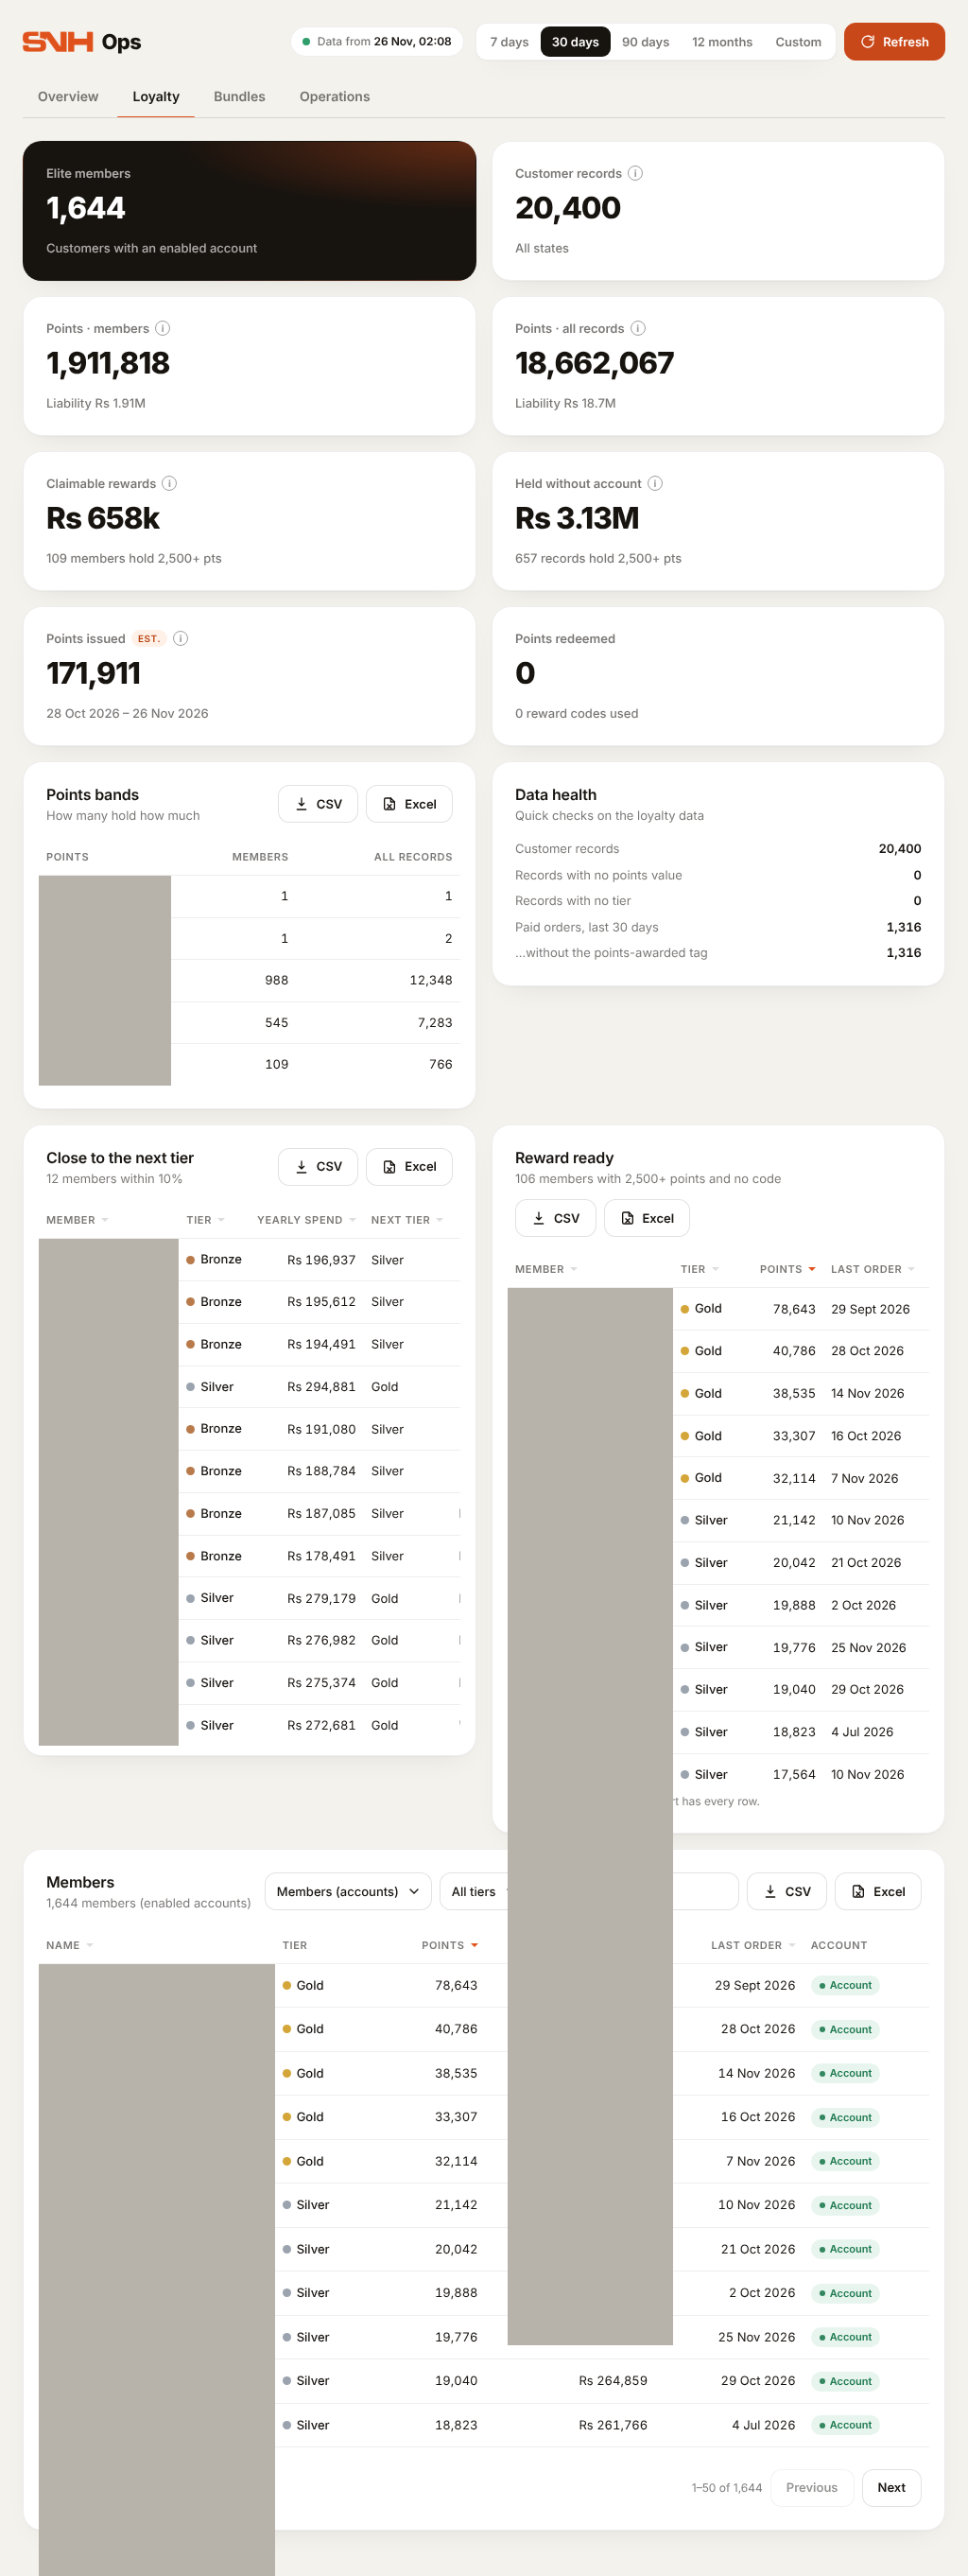 SNH Ops
Data from 26 Nov, 02:08
7 days
30 days
90 days
12 months
Custom
Refresh
Overview
Loyalty
Bundles
Operations
Elite members
1,644
Customers with an enabled account
Customer records
20,400
All states
Points · members
1,911,818
Liability Rs 1.91M
Points · all records
18,662,067
Liability Rs 18.7M
Claimable rewards
Rs 658k
109 members hold 2,500+ pts
Held without account
Rs 3.13M
657 records hold 2,500+ pts
Points issued EST.
171,911
28 Oct 2026 – 26 Nov 2026
Points redeemed
0
0 reward codes used
Points bands
How many hold how much
CSV
Excel
POINTS MEMBERS ALL RECORDS
1 1
1 2
988 12,348
545 7,283
109 766
Data health
Quick checks on the loyalty data
Customer records 20,400
Records with no points value 0
Records with no tier 0
Paid orders, last 30 days 1,316
...without the points-awarded tag 1,316
Close to the next tier
12 members within 10%
CSV
Excel
MEMBER TIER YEARLY SPEND NEXT TIER
Bronze Rs 196,937 Silver
Bronze Rs 195,612 Silver
Bronze Rs 194,491 Silver
Silver Rs 294,881 Gold
Bronze Rs 191,080 Silver
Bronze Rs 188,784 Silver
Bronze Rs 187,085 Silver
Bronze Rs 178,491 Silver
Silver Rs 279,179 Gold
Silver Rs 276,982 Gold
Silver Rs 275,374 Gold
Silver Rs 272,681 Gold
Reward ready
106 members with 2,500+ points and no code
CSV
Excel
MEMBER TIER POINTS LAST ORDER
Gold 78,643 29 Sept 2026
Gold 40,786 28 Oct 2026
Gold 38,535 14 Nov 2026
Gold 33,307 16 Oct 2026
Gold 32,114 7 Nov 2026
Silver 21,142 10 Nov 2026
Silver 20,042 21 Oct 2026
Silver 19,888 2 Oct 2026
Silver 19,776 25 Nov 2026
Silver 19,040 29 Oct 2026
Silver 18,823 4 Jul 2026
Silver 17,564 10 Nov 2026
has every row.
Members
1,644 members (enabled accounts)
Members (accounts)
All tiers
CSV
Excel
NAME TIER POINTS LAST ORDER ACCOUNT
Gold 78,643 29 Sept 2026 Account
Gold 40,786 28 Oct 2026 Account
Gold 38,535 14 Nov 2026 Account
Gold 33,307 16 Oct 2026 Account
Gold 32,114 7 Nov 2026 Account
Silver 21,142 10 Nov 2026 Account
Silver 20,042 21 Oct 2026 Account
Silver 19,888 2 Oct 2026 Account
Silver 19,776 25 Nov 2026 Account
Silver 19,040 Rs 264,859 29 Oct 2026 Account
Silver 18,823 Rs 261,766 4 Jul 2026 Account
1–50 of 1,644
Previous
Next